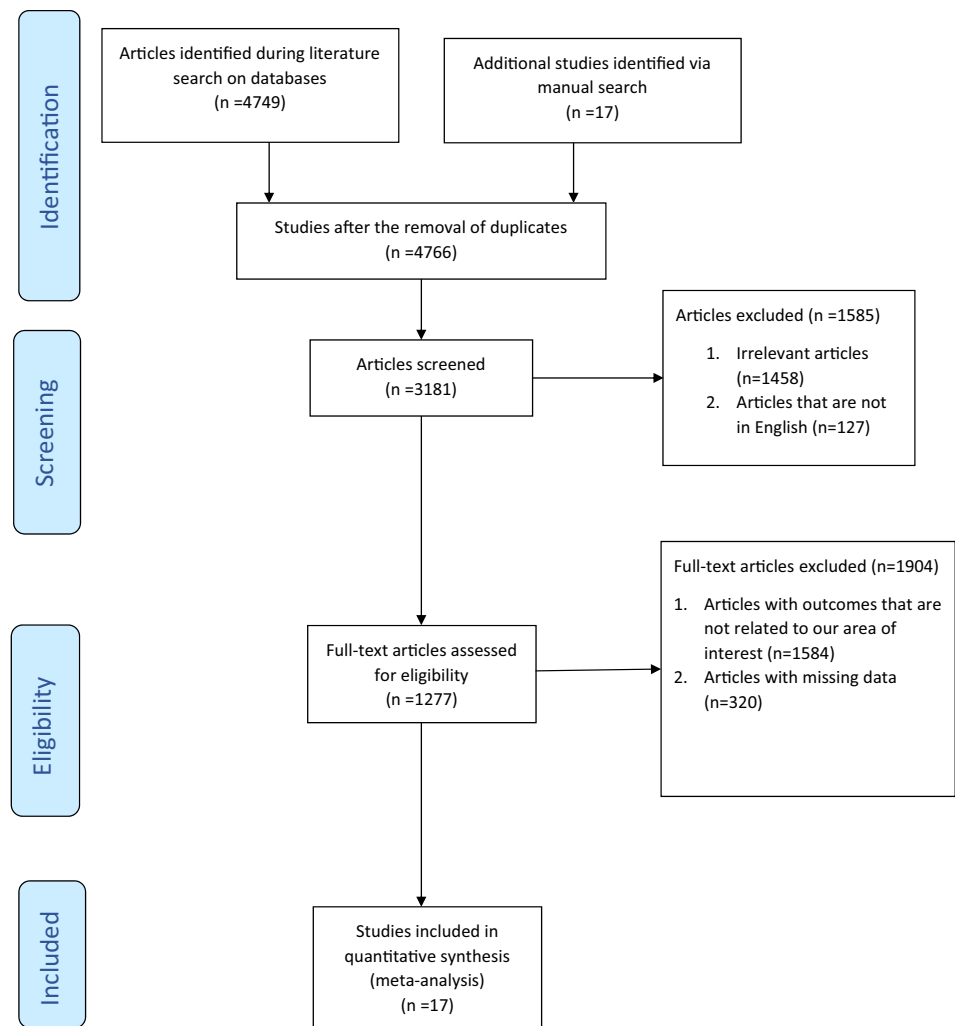 Identification
Articles identified during literature
search on databases
(n =4749)
Additional studies identified via
manual search
(n =17)
Studies after the removal of duplicates
(n =4766)
Screening
Articles screened
(n =3181)
Articles excluded (n =1585)
1. Irrelevant articles
(n=1458)
2. Articles that are not
in English (n=127)
Eligibility
Full-text articles assessed
for eligibility
(n =1277)
Full-text articles excluded (n=1904)
1. Articles with outcomes that are
not related to our area of
interest (n=1584)
2. Articles with missing data
(n=320)
Included
Studies included in
quantitative synthesis
(meta-analysis)
(n =17)